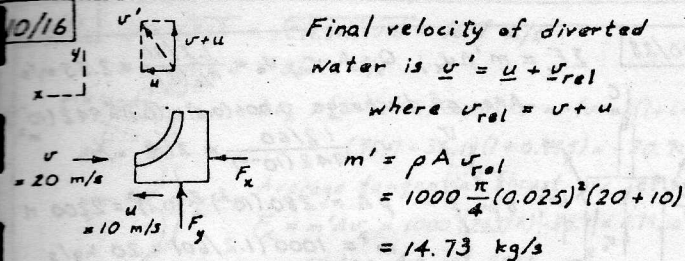 10/16
v' v+u
u
y
x
Final velocity of diverted
water is v' = u + v_rel
where v_rel = v + u
v
= 20 m/s
u
= 10 m/s
F_x
F_y
m' = ρ A v_rel
= 1000 π/4 (0.025)² (20 + 10)
= 14.73 kg/s